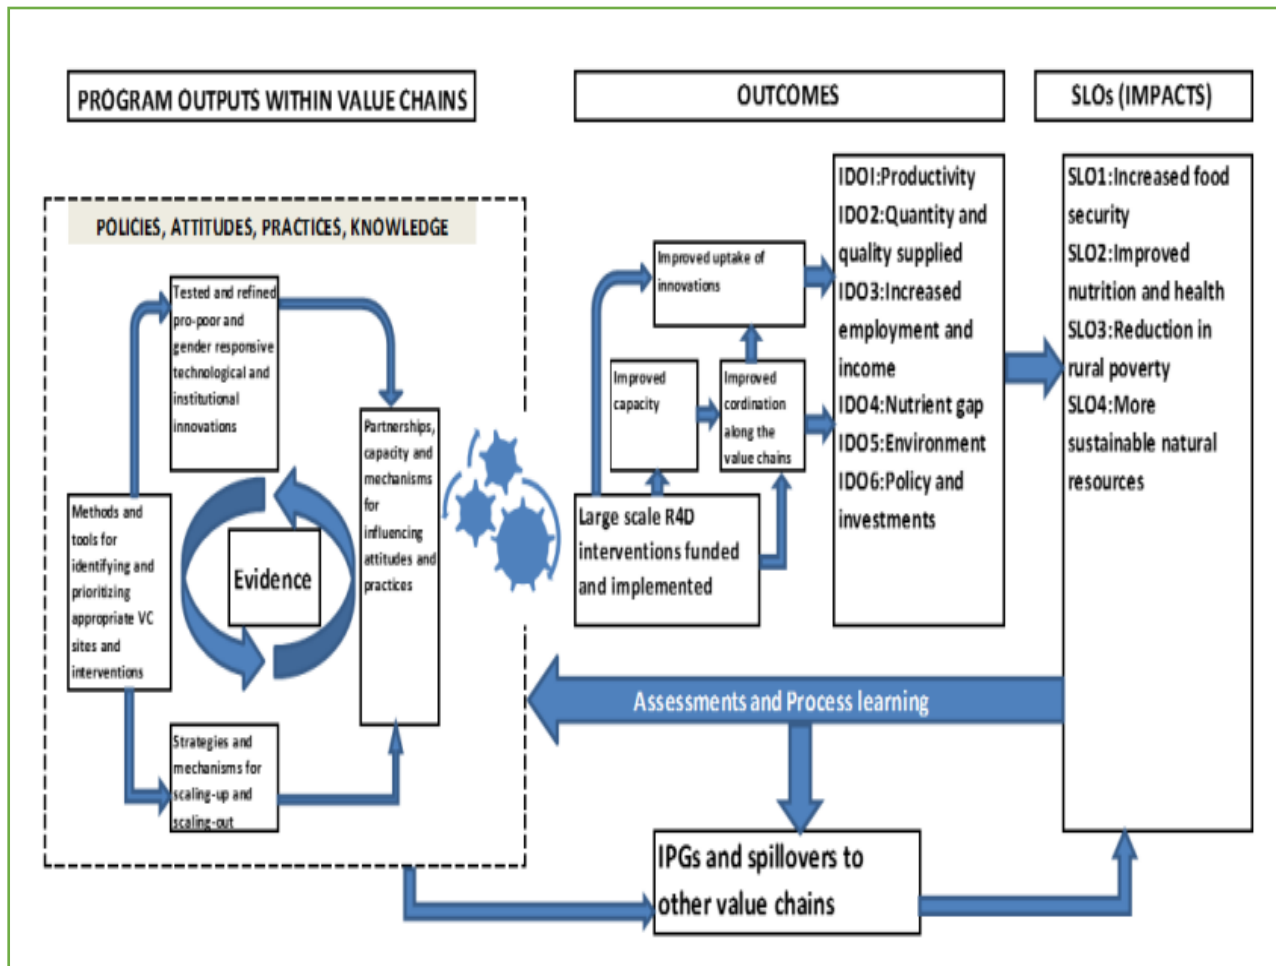 PROGRAM OUTPUTS WITHIN VALUE CHAINS
OUTCOMES
SLOs (IMPACTS)
POLICIES, ATTITUDES, PRACTICES, KNOWLEDGE
Tested and refined
pro-poor and
gender responsive
technological and
institutional
innovations
Methods and
tools for
identifying and
prioritizing
appropriate VC
sites and
interventions
Evidence
Partnerships,
capacity and
mechanisms
for
influencing
attitudes and
practices
Strategies and
mechanisms for
scaling-up and
scaling-out
Improved uptake of
innovations
Improved
capacity
Improved
cordination
along the
value chains
Large scale R4D
interventions funded
and implemented
IDOI:Productivity
IDO2:Quantity and
quality supplied
IDO3:Increased
employment and
income
IDO4:Nutrient gap
IDO5:Environment
IDO6:Policy and
investments
SLO1:Increased food
security
SLO2:Improved
nutrition and health
SLO3:Reduction in
rural poverty
SLO4:More
sustainable natural
resources
Assessments and Process learning
IPGs and spillovers to
other value chains